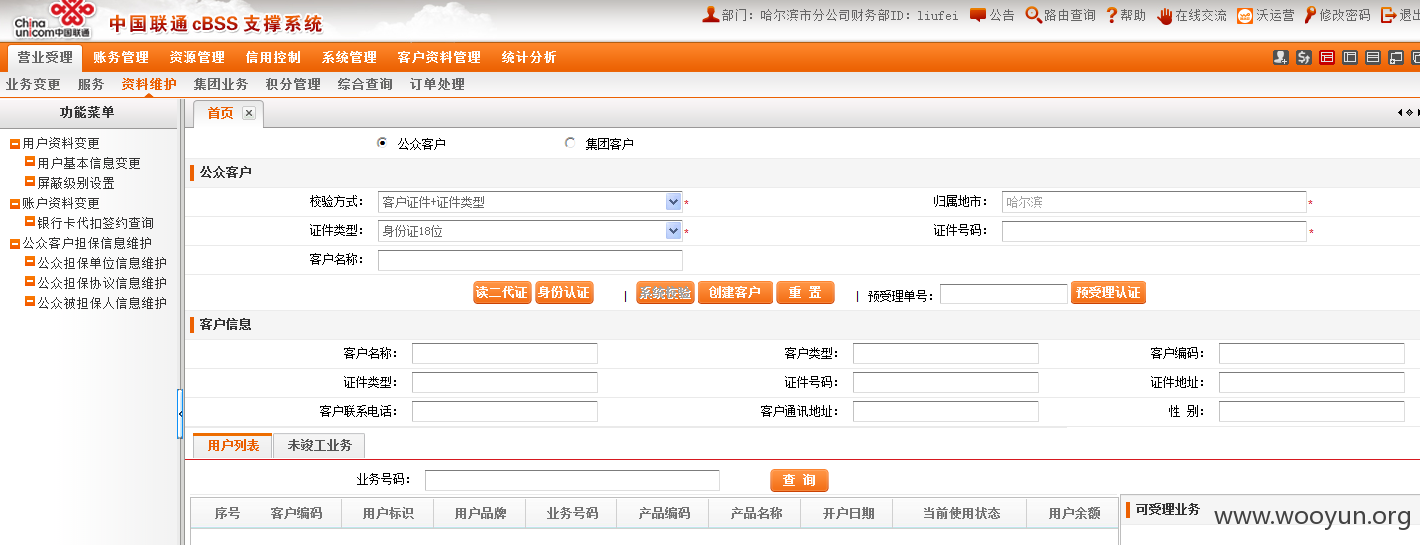 China unicom中国联通 中国联通 cBSS 支撑系统 部门：哈尔滨市分公司财务部ID：liufei 公告 路由查询 帮助 在线交流 沃运营 修改密码 退出
营业受理 账务管理 资源管理 信用控制 系统管理 客户资料管理 统计分析
业务变更 服务 资料维护 集团业务 积分管理 综合查询 订单处理
功能菜单
用户资料变更
用户基本信息变更
屏蔽级别设置
账户资料变更
银行卡代扣签约查询
公众客户担保信息维护
公众担保单位信息维护
公众担保协议信息维护
公众被担保人信息维护
首页
公众客户 集团客户
公众客户
校验方式： 客户证件+证件类型 * 归属地市： 哈尔滨 *
证件类型： 身份证18位 * 证件号码： *
客户名称：
读二代证 身份认证 | 系统校验 创建客户 重 置 | 预受理单号： 预受理认证
客户信息
客户名称： 客户类型： 客户编码：
证件类型： 证件号码： 证件地址：
客户联系电话： 客户通讯地址： 性 别：
用户列表 未竣工业务
业务号码： 查 询
序号 客户编码 用户标识 用户品牌 业务号码 产品编码 产品名称 开户日期 当前使用状态 用户余额
可受理业务
www.wooyun.org